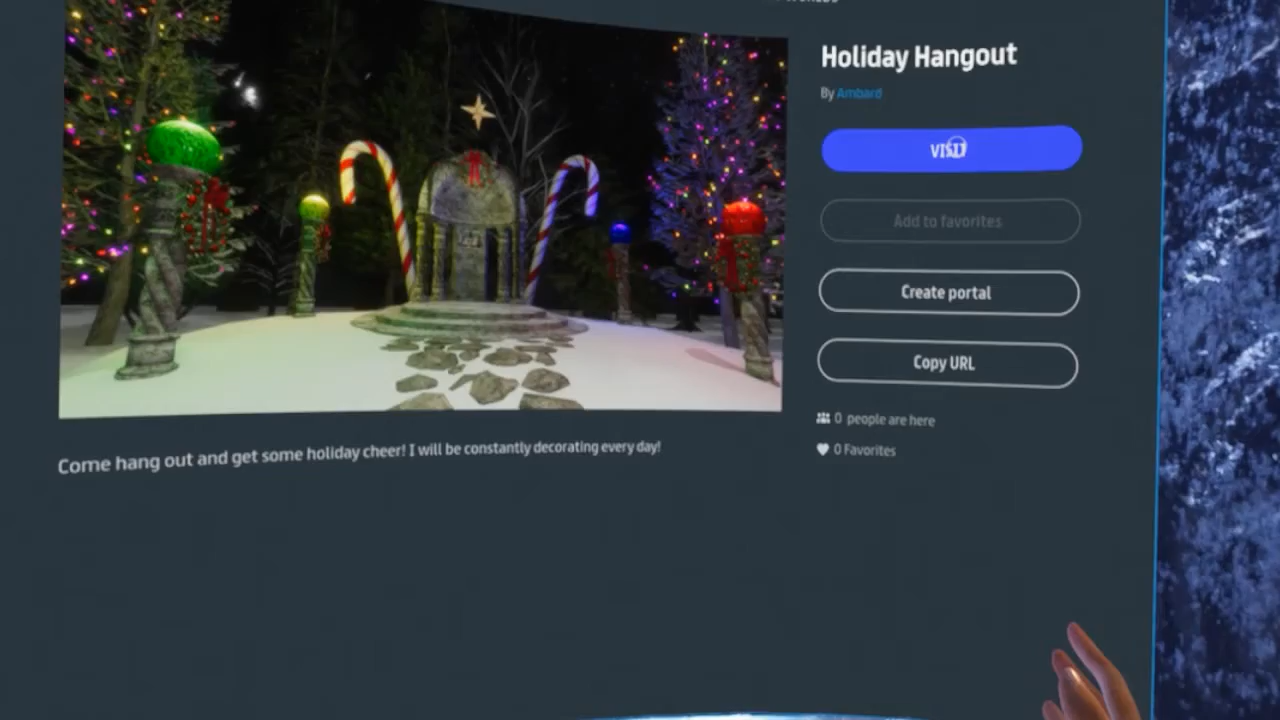 Holiday Hangout
By Ambard
VISIT
Add to favorites
Create portal
Copy URL
0 people are here
0 Favorites
Come hang out and get some holiday cheer! I will be constantly decorating every day!